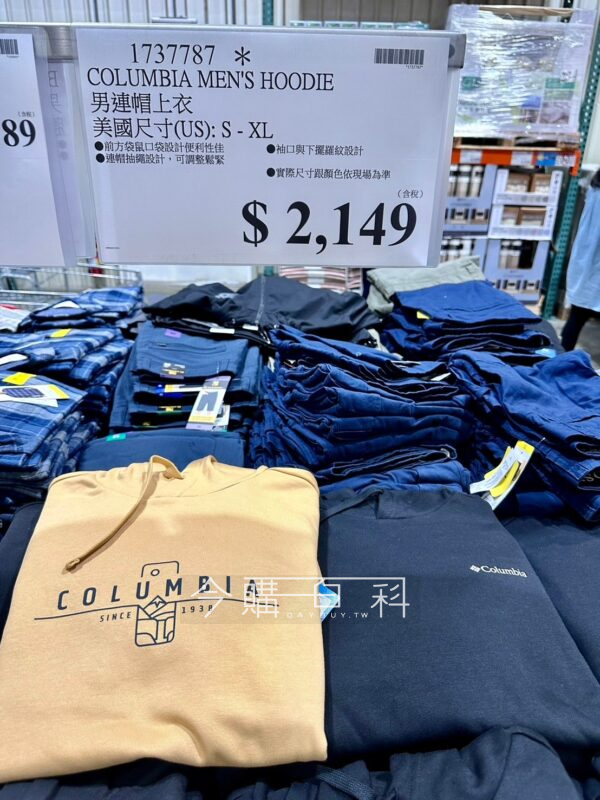 1737787 *
COLUMBIA MEN'S HOODIE
男連帽上衣
美國尺寸(US): S - XL
●前方袋鼠口袋設計便利性佳
●袖口與下擺羅紋設計
●連帽抽繩設計，可調整鬆緊
●實際尺寸跟顏色依現場為準
(含稅)
$ 2,149
(含稅)
89
COLUMBIA
SINCE 1938
Columbia
今購百科
DAYBUY.TW